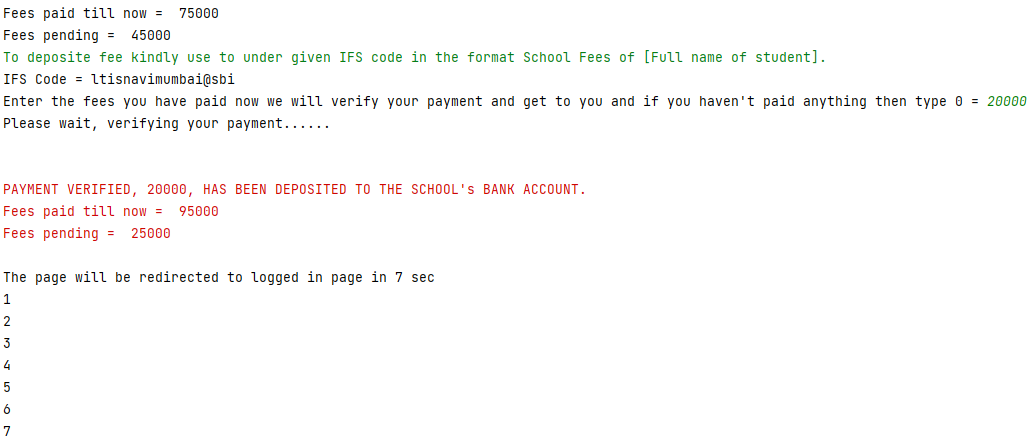 Fees paid till now =  75000
Fees pending =  45000
To deposite fee kindly use to under given IFS code in the format School Fees of [Full name of student].
IFS Code = ltisnavimumbai@sbi
Enter the fees you have paid now we will verify your payment and get to you and if you haven't paid anything then type 0 = 20000
Please wait, verifying your payment......
PAYMENT VERIFIED, 20000, HAS BEEN DEPOSITED TO THE SCHOOL's BANK ACCOUNT.
Fees paid till now =  95000
Fees pending =  25000
The page will be redirected to logged in page in 7 sec
1
2
3
4
5
6
7